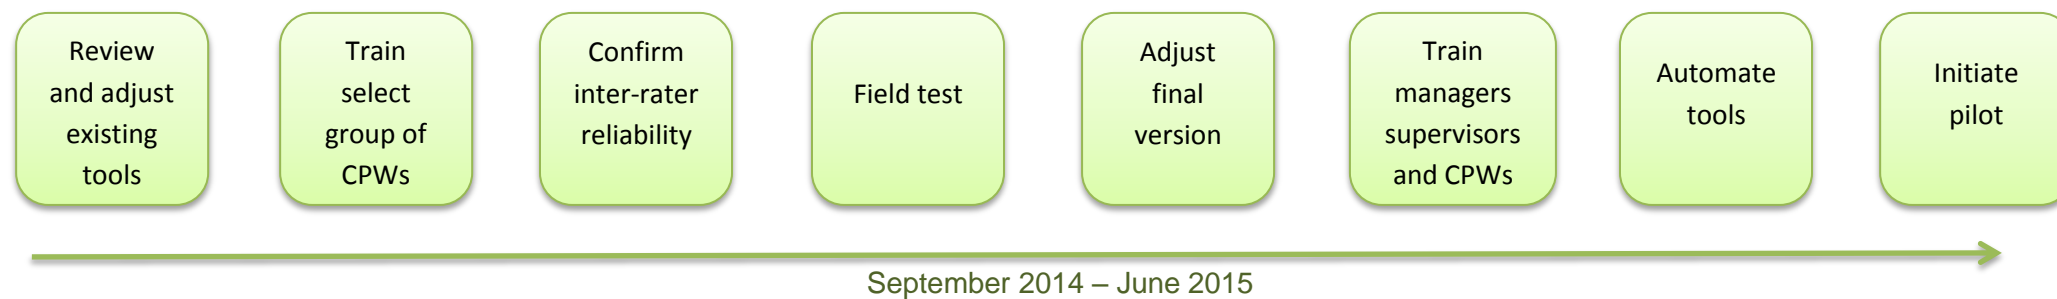 Review
and adjust
existing
tools
Train
select
group of
CPWs
Confirm
inter-rater
reliability
Field test
Adjust
final
version
Train
managers
supervisors
and CPWs
Automate
tools
Initiate
pilot
September 2014 – June 2015